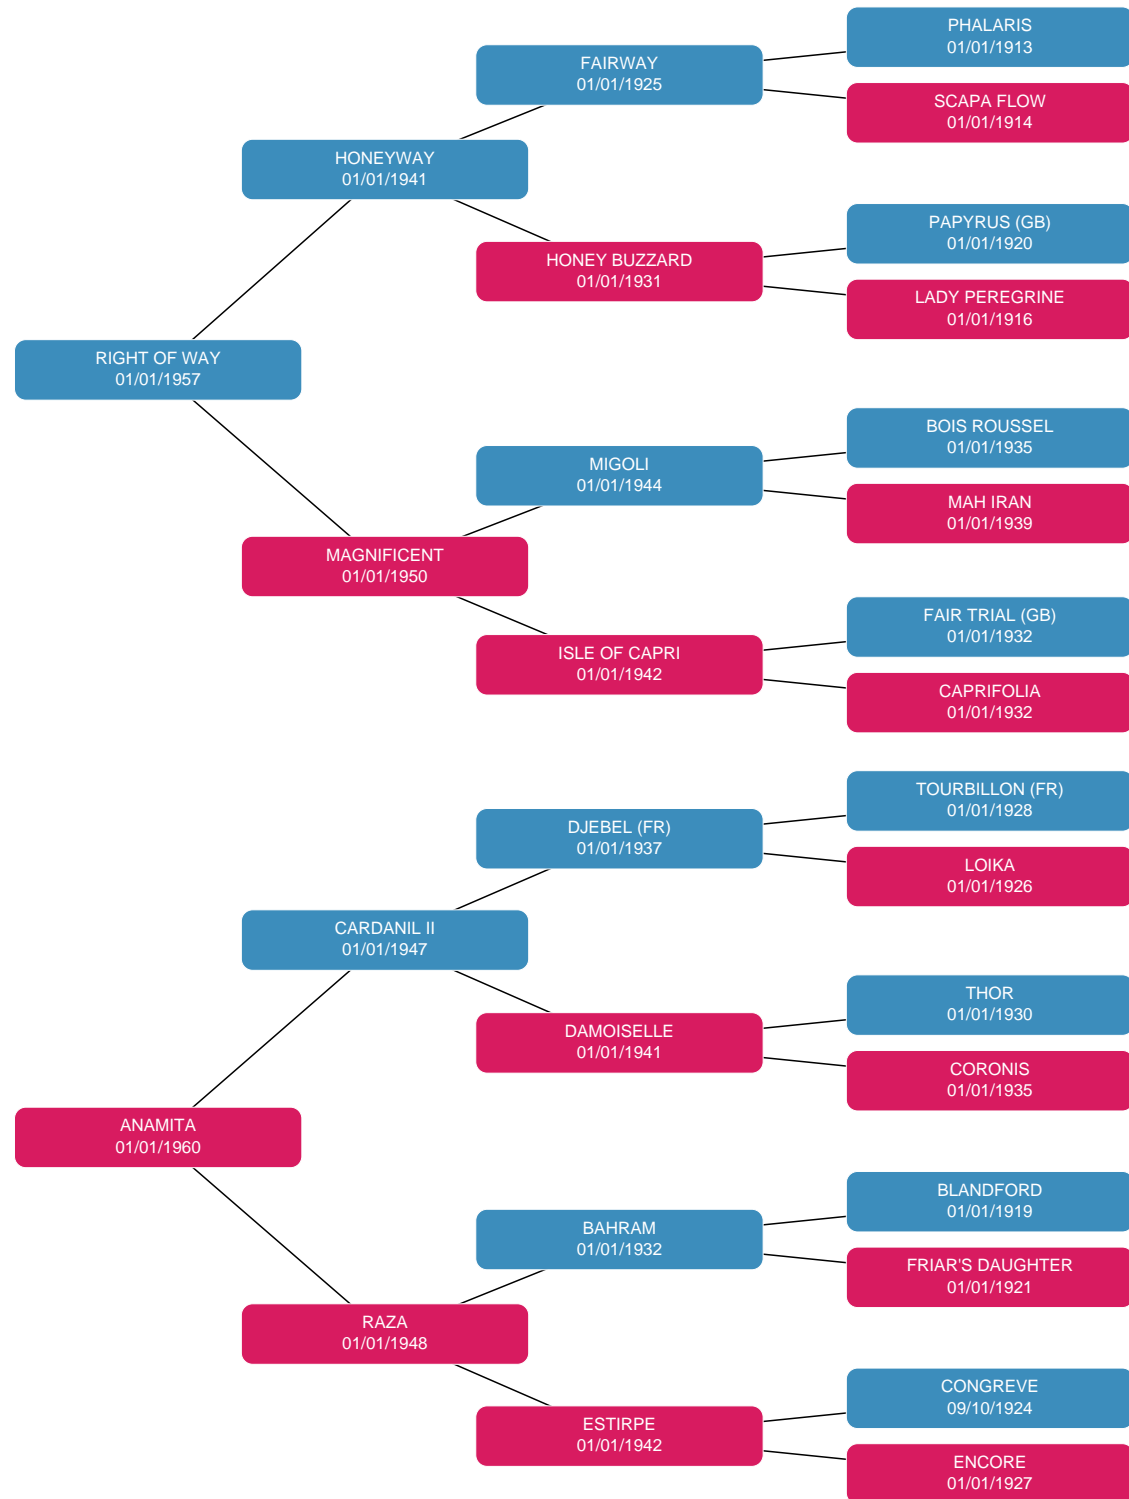 PHALARIS
01/01/1913
FAIRWAY
01/01/1925
SCAPA FLOW
01/01/1914
HONEYWAY
01/01/1941
PAPYRUS (GB)
01/01/1920
HONEY BUZZARD
01/01/1931
LADY PEREGRINE
01/01/1916
RIGHT OF WAY
01/01/1957
BOIS ROUSSEL
01/01/1935
MIGOLI
01/01/1944
MAH IRAN
01/01/1939
MAGNIFICENT
01/01/1950
FAIR TRIAL (GB)
01/01/1932
ISLE OF CAPRI
01/01/1942
CAPRIFOLIA
01/01/1932
TOURBILLON (FR)
01/01/1928
DJEBEL (FR)
01/01/1937
LOIKA
01/01/1926
CARDANIL II
01/01/1947
THOR
01/01/1930
DAMOISELLE
01/01/1941
CORONIS
01/01/1935
ANAMITA
01/01/1960
BLANDFORD
01/01/1919
BAHRAM
01/01/1932
FRIAR'S DAUGHTER
01/01/1921
RAZA
01/01/1948
CONGREVE
09/10/1924
ESTIRPE
01/01/1942
ENCORE
01/01/1927